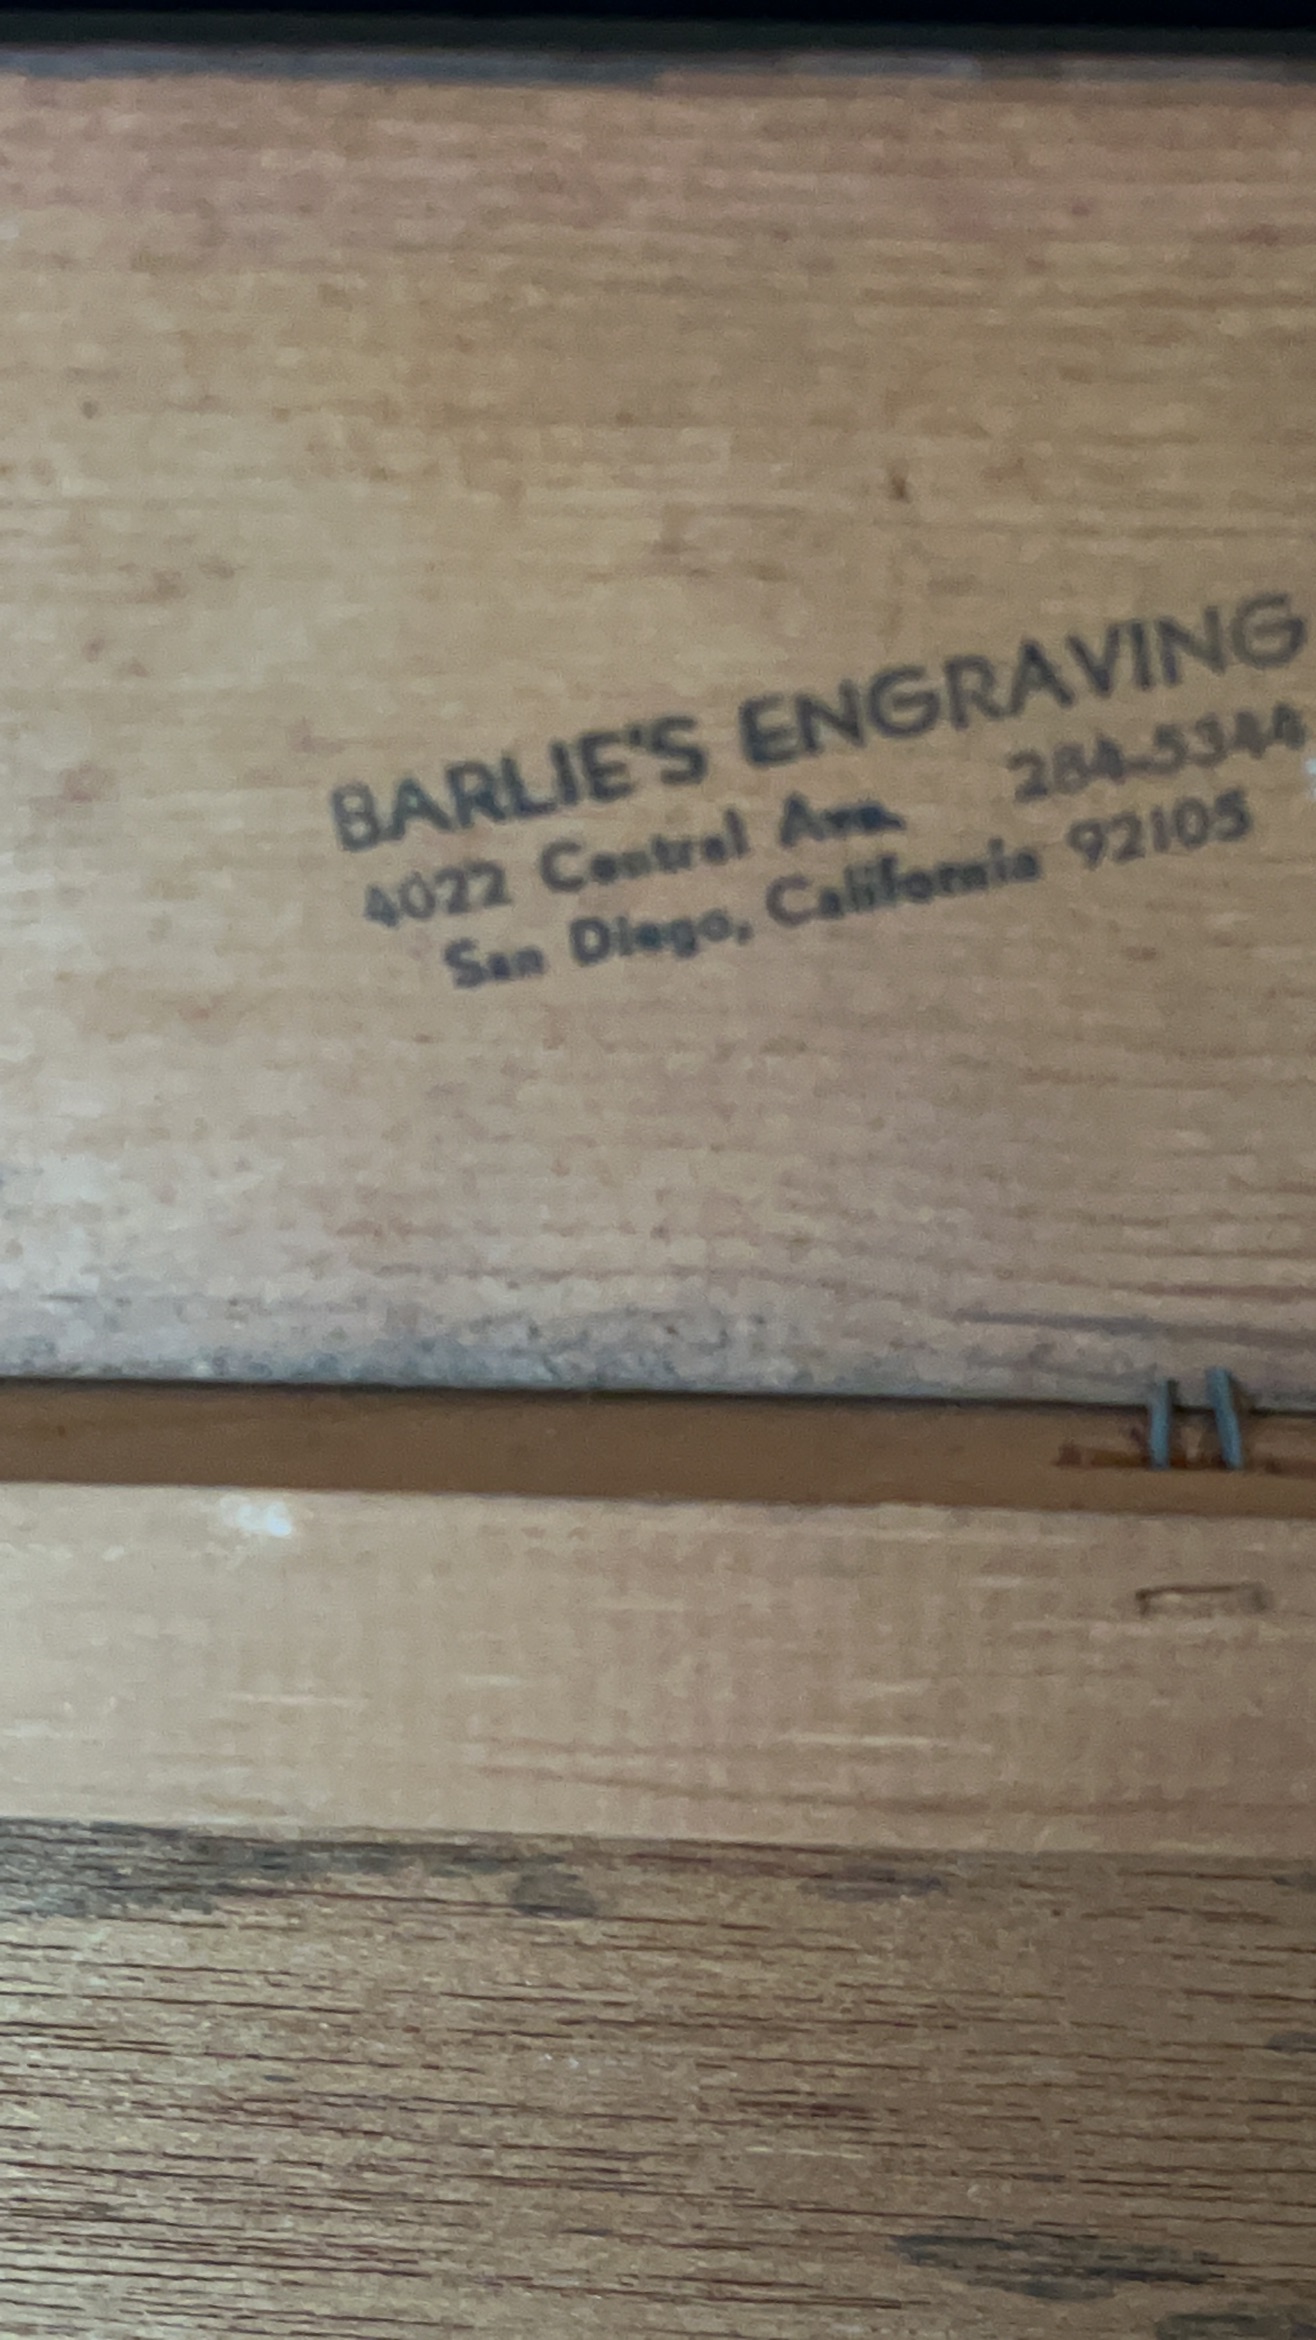 BARLIE'S ENGRAVING
4022 Central Ave. 284-5344
San Diego, California 92105